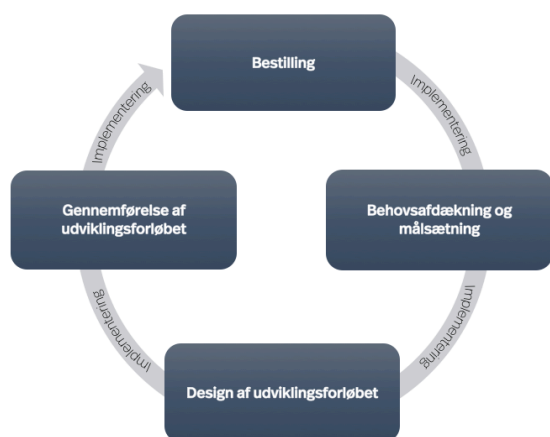 Bestilling
Implementering
Behovsafdækning og
målsætning
Implementering
Design af udviklingsforløbet
Implementering
Gennemførelse af
udviklingsforløbet
Implementering